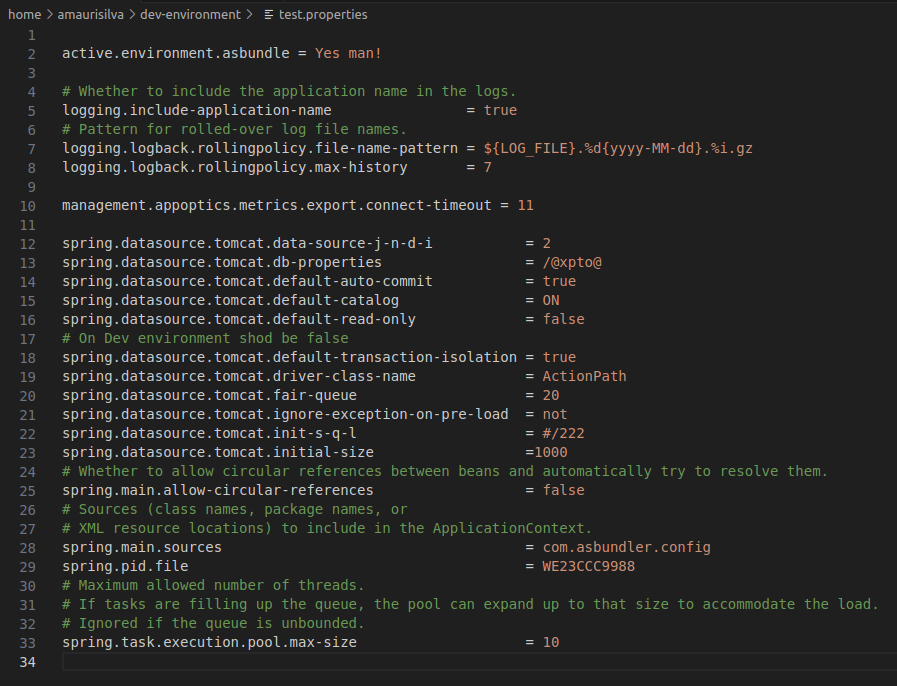 home > amaurisilva > dev-environment > test.properties
1
2 active.environment.asbundle = Yes man!
3
4 # Whether to include the application name in the logs.
5 logging.include-application-name                = true
6 # Pattern for rolled-over log file names.
7 logging.logback.rollingpolicy.file-name-pattern = ${LOG_FILE}.%d{yyyy-MM-dd}.%i.gz
8 logging.logback.rollingpolicy.max-history       = 7
9
10 management.appoptics.metrics.export.connect-timeout = 11
11
12 spring.datasource.tomcat.data-source-j-n-d-i           = 2
13 spring.datasource.tomcat.db-properties                 = /@xpto@
14 spring.datasource.tomcat.default-auto-commit           = true
15 spring.datasource.tomcat.default-catalog               = ON
16 spring.datasource.tomcat.default-read-only             = false
17 # On Dev environment shod be false
18 spring.datasource.tomcat.default-transaction-isolation = true
19 spring.datasource.tomcat.driver-class-name             = ActionPath
20 spring.datasource.tomcat.fair-queue                    = 20
21 spring.datasource.tomcat.ignore-exception-on-pre-load  = not
22 spring.datasource.tomcat.init-s-q-l                    = #/222
23 spring.datasource.tomcat.initial-size                  =1000
24 # Whether to allow circular references between beans and automatically try to resolve them.
25 spring.main.allow-circular-references                  = false
26 # Sources (class names, package names, or
27 # XML resource locations) to include in the ApplicationContext.
28 spring.main.sources                                    = com.asbundler.config
29 spring.pid.file                                        = WE23CCC9988
30 # Maximum allowed number of threads.
31 # If tasks are filling up the queue, the pool can expand up to that size to accommodate the load.
32 # Ignored if the queue is unbounded.
33 spring.task.execution.pool.max-size                    = 10
34